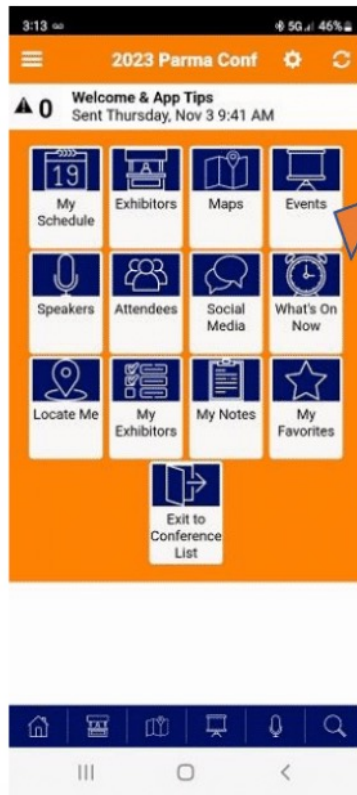 3:13
5G 46%
2023 Parma Conf
0
Welcome & App Tips
Sent Thursday, Nov 3 9:41 AM
19
My
Schedule
Exhibitors
Maps
Events
Speakers
Attendees
Social
Media
What's On
Now
Locate Me
My
Exhibitors
My Notes
My
Favorites
Exit to
Conference
List